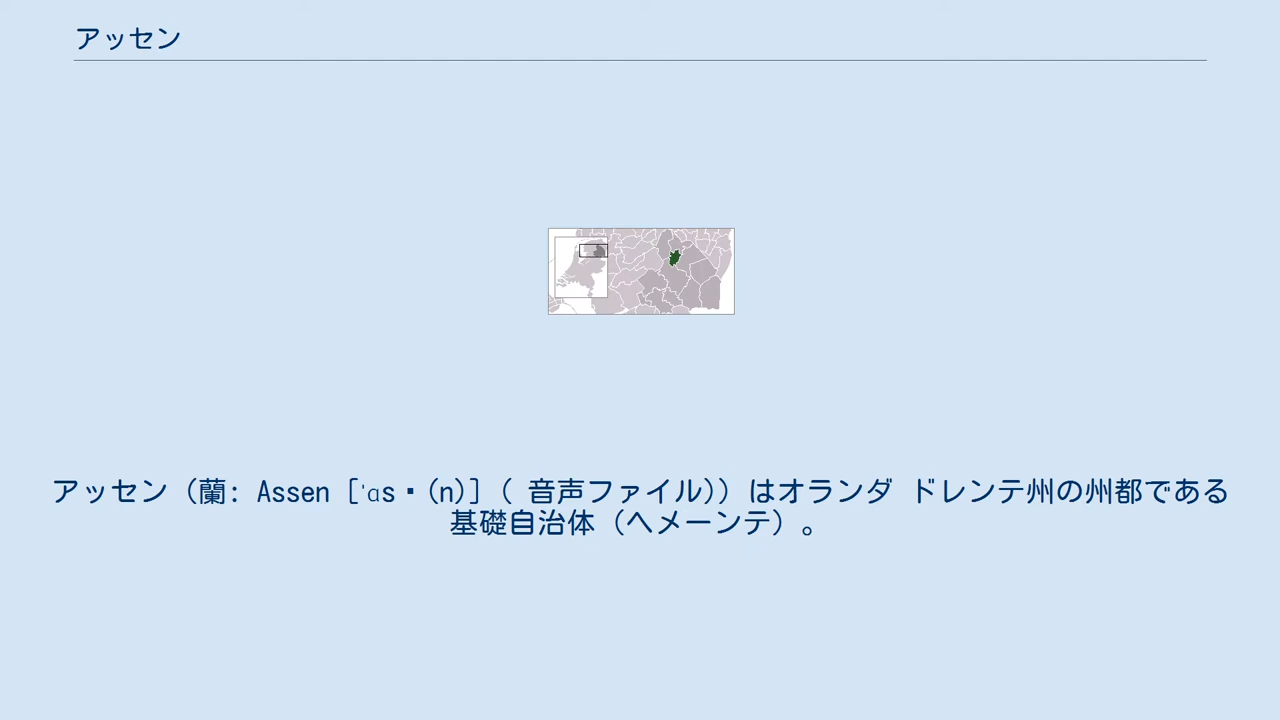 アッセン
アッセン（蘭: Assen [ˈɑs▪(n)]（ 音声ファイル)）はオランダ ドレンテ州の州都である
基礎自治体（ヘメーンテ）。